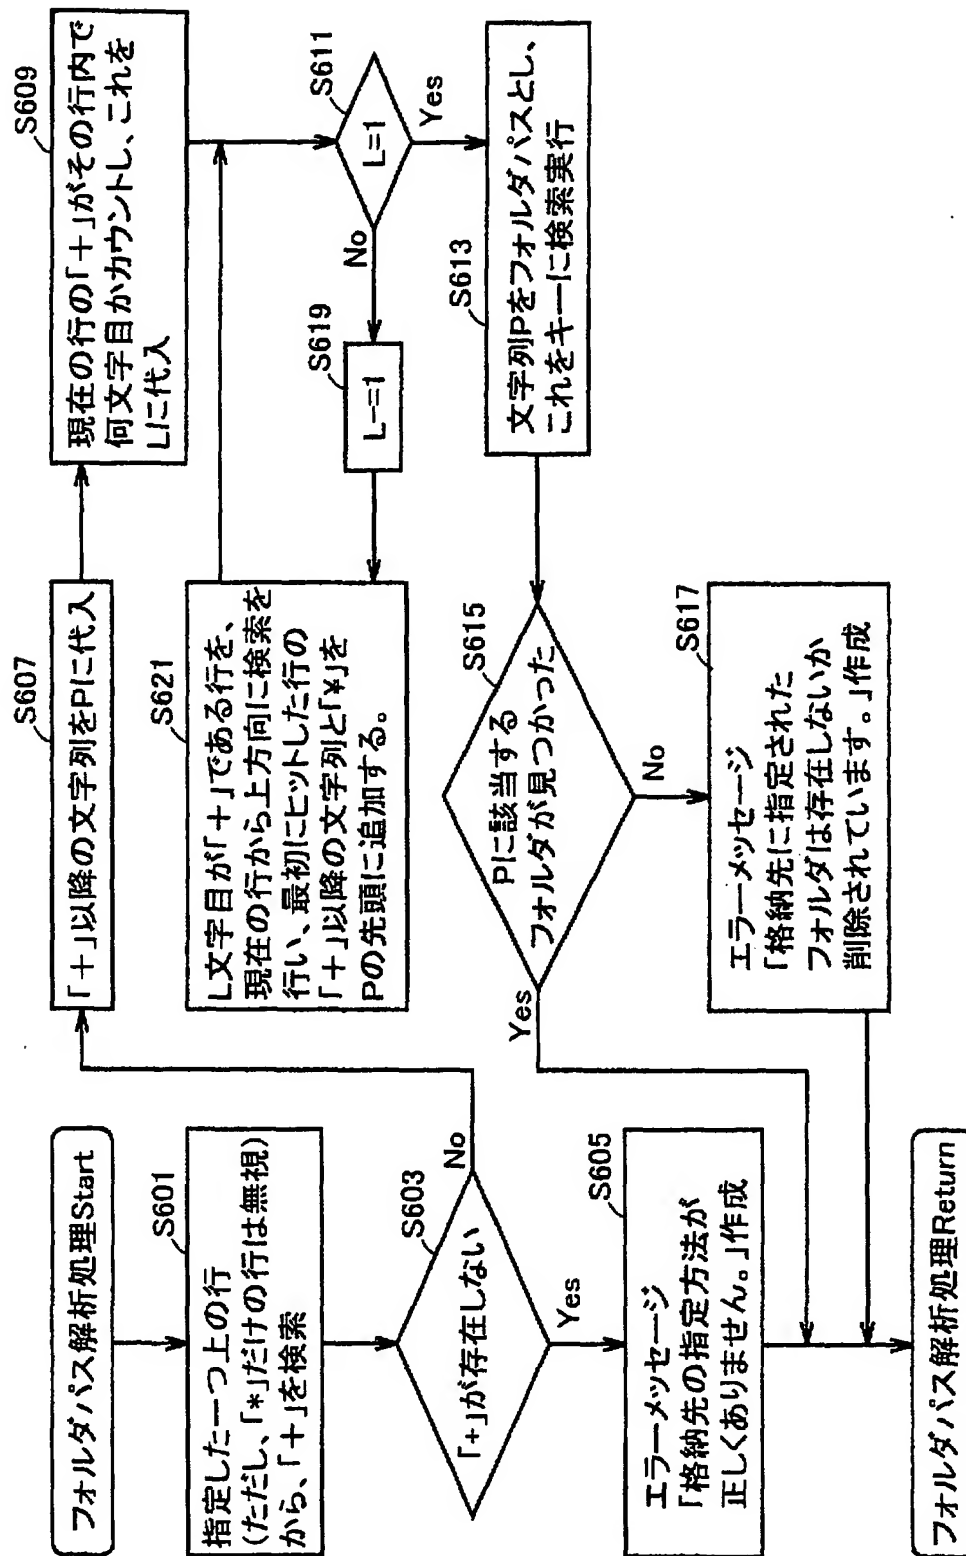 フォルダパス解析処理Start
S601
指定した一つ上の行
(ただし、「*」だけの行は無視)
から、「+」を検索
S603
「+」が存在しない
No
Yes
S605
エラーメッセージ
「格納先の指定方法が
正しくありません。」作成
フォルダパス解析処理Return
S607
「+」以降の文字列をPに代入
S609
現在の行の「+」がその行内で
何文字目かカウントし、これを
Lに代入
S611
L=1
Yes
No
S619
L-=1
S621
L文字目が「+」である行を、
現在の行から上方向に検索を
行い、最初にヒットした行の
「+」以降の文字列と「¥」を
Pの先頭に追加する。
S613
文字列Pをフォルダパスとし、
これをキーに検索実行
S615
Pに該当する
フォルダが見つかった
Yes
No
S617
エラーメッセージ
「格納先に指定された
フォルダは存在しないか
削除されています。」作成